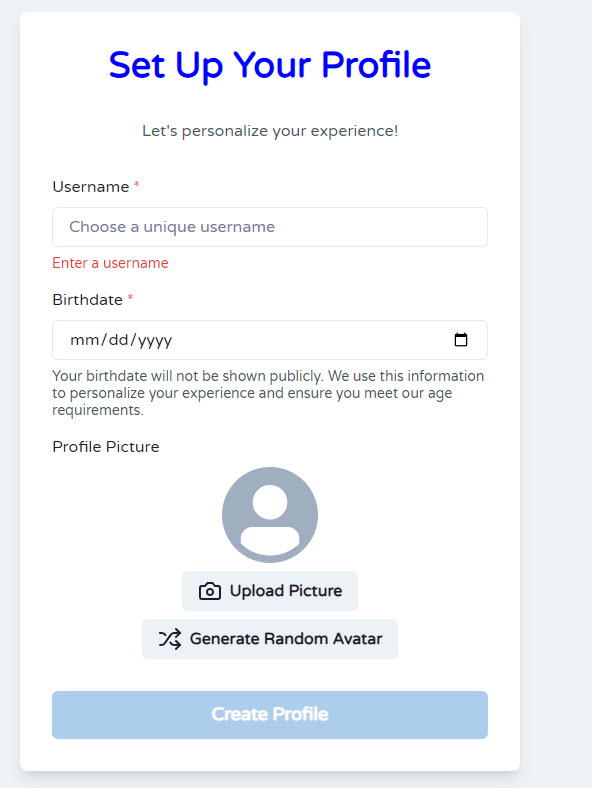 Set Up Your Profile
Let's personalize your experience!
Username *
Choose a unique username
Enter a username
Birthdate *
mm/dd/yyyy
Your birthdate will not be shown publicly. We use this information
to personalize your experience and ensure you meet our age
requirements.
Profile Picture
Upload Picture
Generate Random Avatar
Create Profile